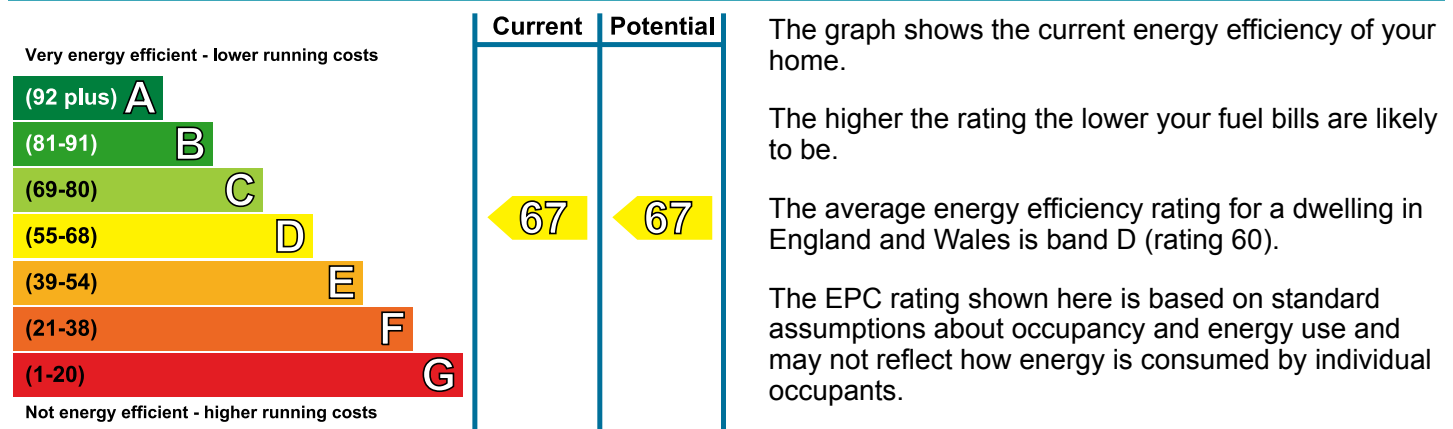 Current Potential
Very energy efficient - lower running costs
(92 plus) A
(81-91) B
(69-80) C
(55-68) D
(39-54) E
(21-38) F
(1-20) G
67 67
Not energy efficient - higher running costs
The graph shows the current energy efficiency of your
home.
The higher the rating the lower your fuel bills are likely
to be.
The average energy efficiency rating for a dwelling in
England and Wales is band D (rating 60).
The EPC rating shown here is based on standard
assumptions about occupancy and energy use and
may not reflect how energy is consumed by individual
occupants.